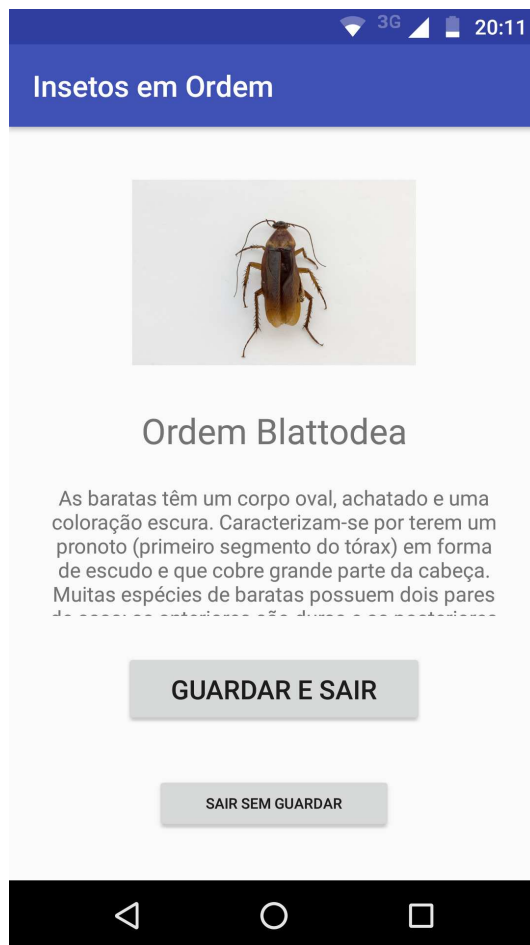 3G 20:11
Insetos em Ordem
Ordem Blattodea
As baratas têm um corpo oval, achatado e uma
coloração escura. Caracterizam-se por terem um
pronoto (primeiro segmento do tórax) em forma
de escudo e que cobre grande parte da cabeça.
Muitas espécies de baratas possuem dois pares
GUARDAR E SAIR
SAIR SEM GUARDAR